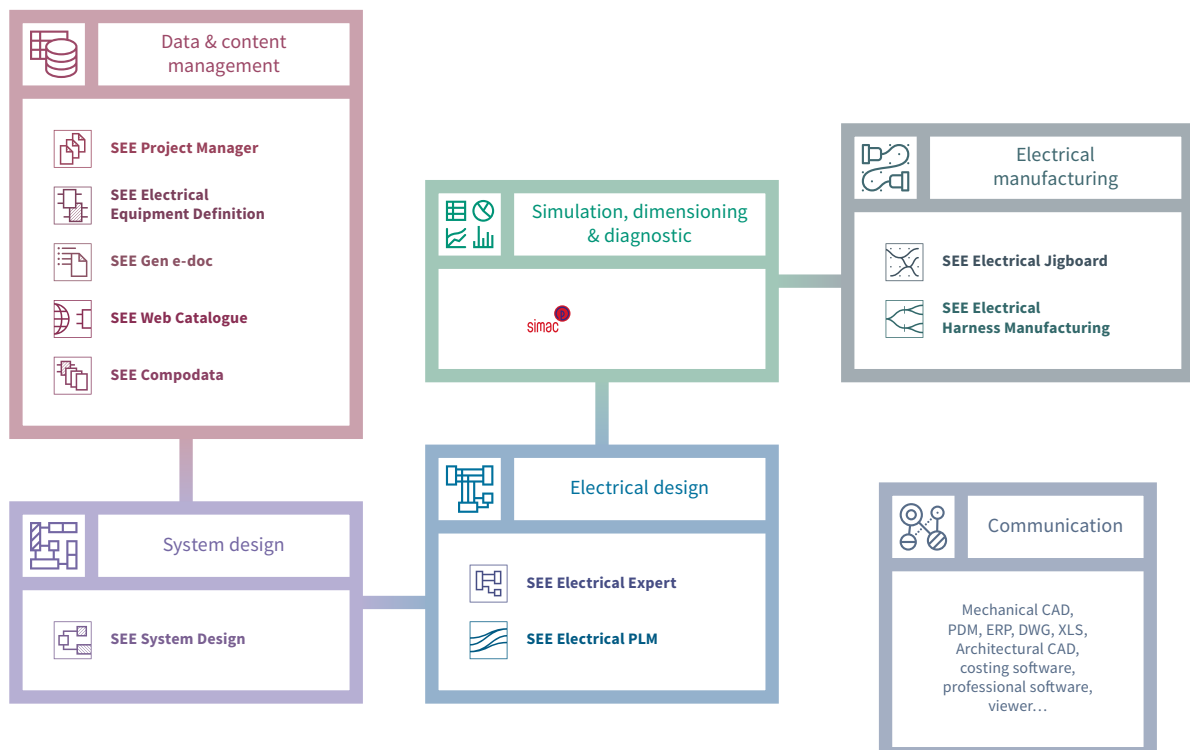 Data & content
management
SEE Project Manager
SEE Electrical
Equipment Definition
SEE Gen e-doc
SEE Web Catalogue
SEE Compodata
System design
SEE System Design
Simulation, dimensioning
& diagnostic
simac
Electrical design
SEE Electrical Expert
SEE Electrical PLM
Electrical
manufacturing
SEE Electrical Jigboard
SEE Electrical
Harness Manufacturing
Communication
Mechanical CAD,
PDM, ERP, DWG, XLS,
Architectural CAD,
costing software,
professional software,
viewer…